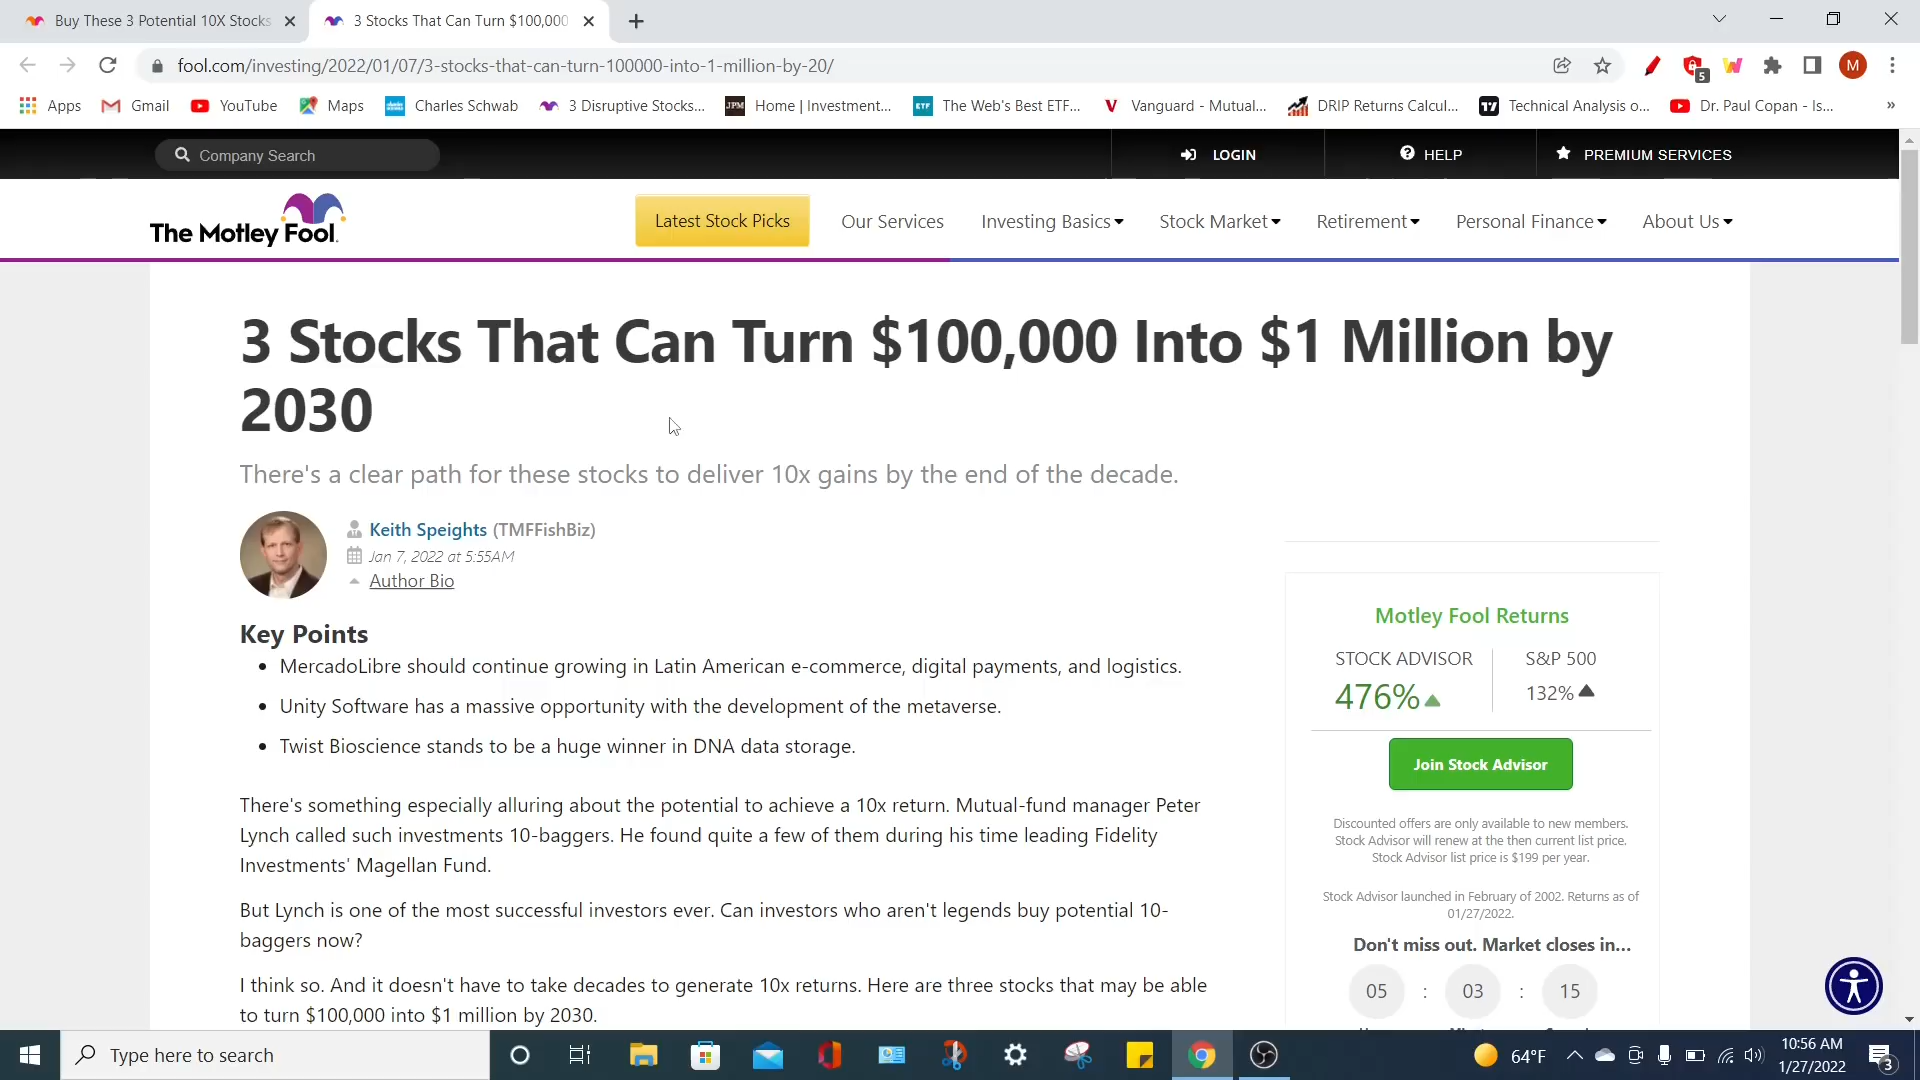 Buy These 3 Potential 10X Stocks
3 Stocks That Can Turn $100,000
fool.com/investing/2022/01/07/3-stocks-that-can-turn-100000-into-1-million-by-20/
5
M
Apps
Gmail
YouTube
Maps
Charles Schwab
3 Disruptive Stocks...
JPM
Home | Investment...
ETF
The Web's Best ETF...
V
Vanguard - Mutual...
DRIP Returns Calcul...
Technical Analysis o...
Dr. Paul Copan - Is...
»
Company Search
LOGIN
HELP
PREMIUM SERVICES
The Motley Fool.
Latest Stock Picks
Our Services
Investing Basics
Stock Market
Retirement
Personal Finance
About Us
3 Stocks That Can Turn $100,000 Into $1 Million by
2030
There's a clear path for these stocks to deliver 10x gains by the end of the decade.
Keith Speights (TMFFishBiz)
Jan 7, 2022 at 5:55AM
Author Bio
Key Points
• MercadoLibre should continue growing in Latin American e-commerce, digital payments, and logistics.
• Unity Software has a massive opportunity with the development of the metaverse.
• Twist Bioscience stands to be a huge winner in DNA data storage.
There's something especially alluring about the potential to achieve a 10x return. Mutual-fund manager Peter
Lynch called such investments 10-baggers. He found quite a few of them during his time leading Fidelity
Investments' Magellan Fund.
But Lynch is one of the most successful investors ever. Can investors who aren't legends buy potential 10-
baggers now?
I think so. And it doesn't have to take decades to generate 10x returns. Here are three stocks that may be able
to turn $100,000 into $1 million by 2030.
Motley Fool Returns
STOCK ADVISOR
S&P 500
476%
132%
Join Stock Advisor
Discounted offers are only available to new members.
Stock Advisor will renew at the then current list price.
Stock Advisor list price is $199 per year.
Stock Advisor launched in February of 2002. Returns as of
01/27/2022.
Don't miss out. Market closes in...
05 : 03 : 15
Type here to search
64°F
10:56 AM
1/27/2022
3